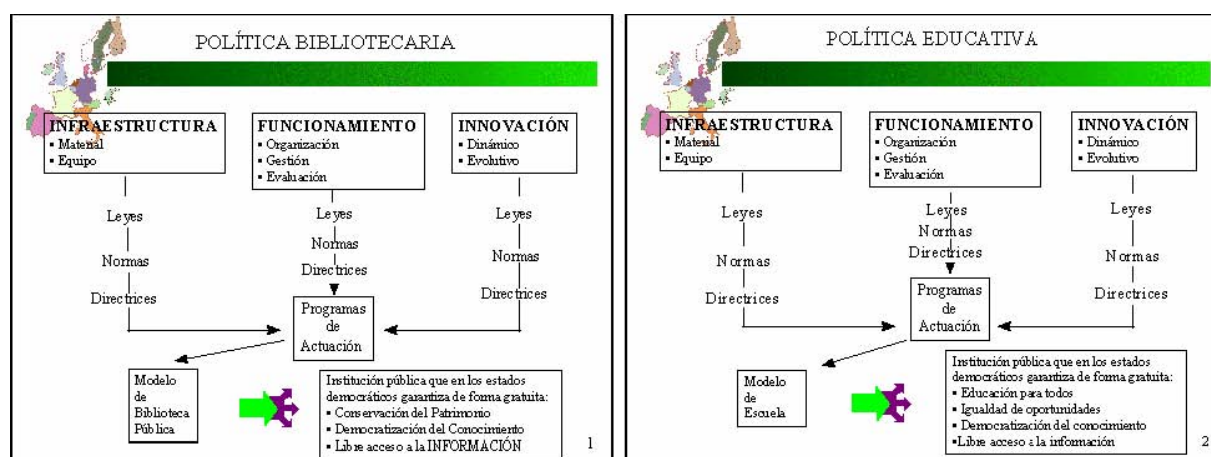 POLÍTICA BIBLIOTECARIA
INFRAESTRUCTURA
▪ Material
▪ Equipo
FUNCIONAMIENTO
▪ Organización
▪ Gestión
▪ Evaluación
INNOVACIÓN
▪ Dinámico
▪ Evolutivo
Leyes
Normas
Directrices
Leyes
Normas
Directrices
Leyes
Normas
Directrices
Programas
de
Actuación
Modelo
de
Biblioteca
Pública
Institución pública que en los estados
democráticos garantiza de forma gratuita:
▪ Conservación del Patrimonio
▪ Democratización del Conocimiento
▪ Libre acceso a la INFORMACIÓN
1
POLÍTICA EDUCATIVA
INFRAESTRUCTURA
▪ Material
▪ Equipo
FUNCIONAMIENTO
▪ Organización
▪ Gestión
▪ Evaluación
INNOVACIÓN
▪ Dinámico
▪ Evolutivo
Leyes
Normas
Directrices
Leyes
Normas
Directrices
Leyes
Normas
Directrices
Programas
de
Actuación
Modelo
de
Escuela
Institución pública que en los estados
democráticos garantiza de forma gratuita:
▪ Educación para todos
▪ Igualdad de oportunidades
▪ Democratización del conocimiento
▪Libre acceso a la información
2